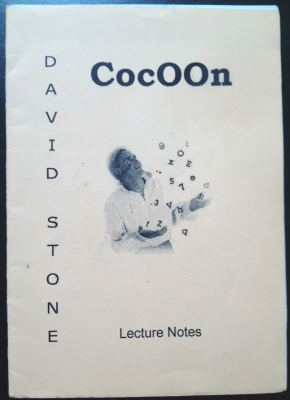 DAVID STONE
CocOOn
Lecture Notes